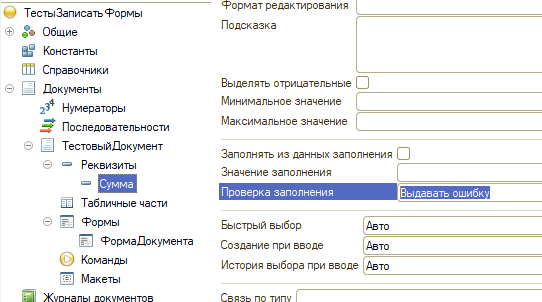 ТестыЗаписатьФормы
Общие
Константы
Справочники
Документы
Нумераторы
Последовательности
ТестовыйДокумент
Реквизиты
Сумма
Табличные части
Формы
ФормаДокумента
Команды
Макеты
Журналы документов
Формат редактирования
Подсказка
Выделять отрицательные
Минимальное значение
Максимальное значение
Заполнять из данных заполнения
Значение заполнения
Проверка заполнения Выдавать ошибку
Быстрый выбор Авто
Создание при вводе Авто
История выбора при вводе Авто
Связь по типу